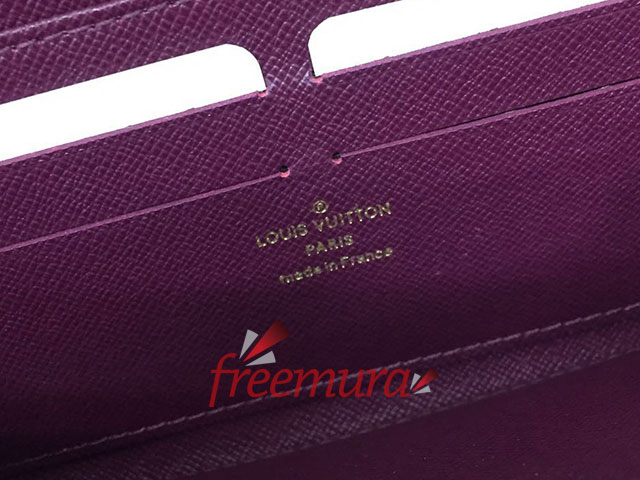 ®
LOUIS VUITTON
PARIS
made in France
freemura